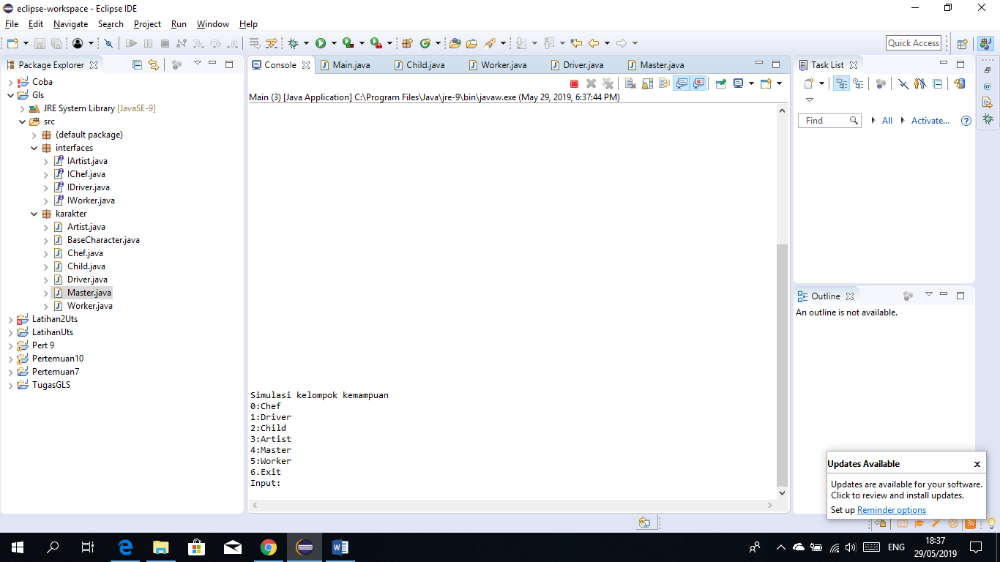 eclipse-workspace - Eclipse IDE
File Edit Navigate Search Project Run Window Help
Quick Access
Package Explorer
Coba
Gls
JRE System Library [JavaSE-9]
src
(default package)
interfaces
IArtist.java
IChef.java
IDriver.java
IWorker.java
karakter
Artist.java
BaseCharacter.java
Chef.java
Child.java
Driver.java
Master.java
Worker.java
Latihan2Uts
LatihanUts
Pert 9
Pertemuan10
Pertemuan7
TugasGLS
Console Main.java Child.java Worker.java Driver.java Master.java
Main (3) [Java Application] C:\Program Files\Java\jre-9\bin\javaw.exe (May 29, 2019, 6:37:44 PM)
Simulasi kelompok kemampuan
0:Chef
1:Driver
2:Child
3:Artist
4:Master
5:Worker
6.Exit
Input:
Task List
Find All Activate...
Outline
An outline is not available.
Updates Available
Updates are available for your software.
Click to review and install updates.
Set up Reminder options
ENG
18:37
29/05/2019